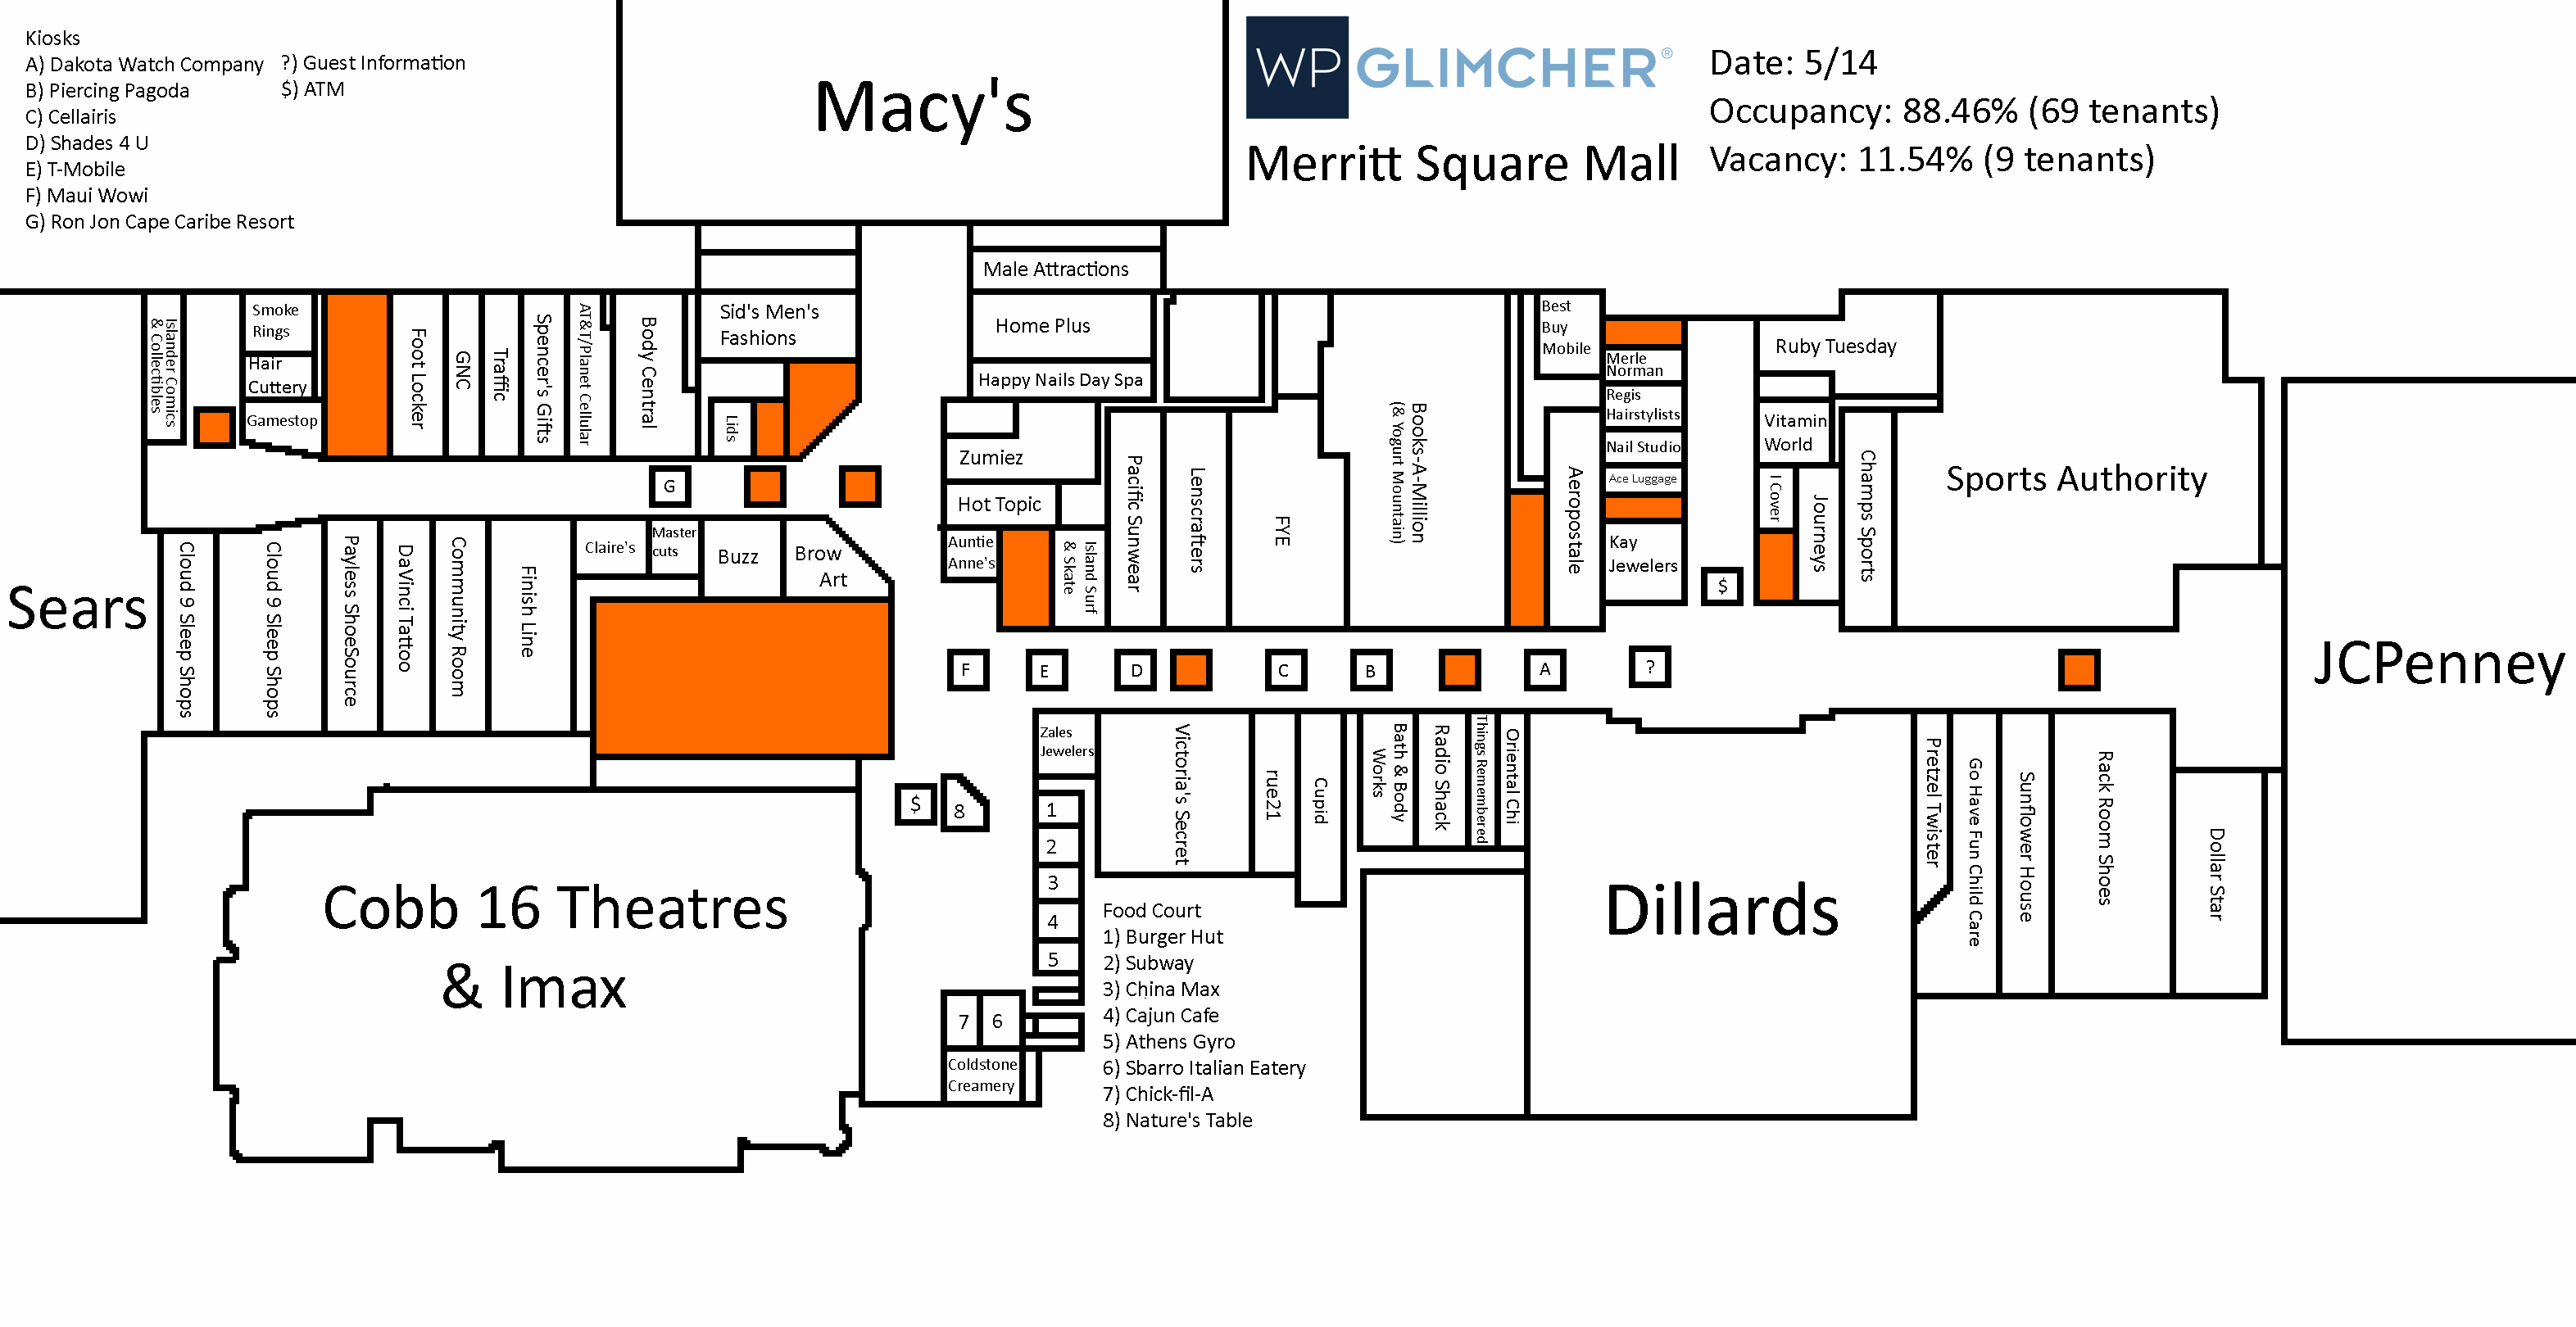 Kiosks
A) Dakota Watch Company
B) Piercing Pagoda
C) Cellairis
D) Shades 4 U
E) T-Mobile
F) Maui Wowi
G) Ron Jon Cape Caribe Resort
?) Guest Information
$) ATM
Macy's
WP GLIMCHER®
Merritt Square Mall
Date: 5/14
Occupancy: 88.46% (69 tenants)
Vacancy: 11.54% (9 tenants)
Islander Comics
& Collectibles
Smoke
Rings
Hair
Cuttery
Gamestop
Foot Locker
GNC
Traffic
Spencer's Gifts
AT&T/Planet Cellular
Body Central
Sid's Men's
Fashions
Lids
Male Attractions
Home Plus
Happy Nails Day Spa
Zumiez
Hot Topic
Auntie
Anne's
Island Surf
& Skate
Pacific Sunwear
Lenscrafters
FYE
Books-A-Million
(& Yogurt Mountain)
Best
Buy
Mobile
Aeropostale
Merle
Norman
Regis
Hairstylists
Nail Studio
Ace Luggage
Kay
Jewelers
$
Ruby Tuesday
Vitamin
World
I Cover
Journeys
Champs Sports
Sports Authority
G
Sears
Cloud 9 Sleep Shops
Cloud 9 Sleep Shops
Payless ShoeSource
DaVinci Tattoo
Community Room
Finish Line
Claire's
Master
cuts
Buzz
Brow
Art
F
E
D
C
B
A
?
JCPenney
Zales
Jewelers
Victoria's Secret
rue21
Cupid
Bath & Body
Works
Radio Shack
Things Remembered
Oriental Chi
Dillards
Pretzel Twister
Go Have Fun Child Care
Sunflower House
Rack Room Shoes
Dollar Star
$
8
1
2
3
4
5
7
6
Coldstone
Creamery
Cobb 16 Theatres
& Imax
Food Court
1) Burger Hut
2) Subway
3) China Max
4) Cajun Cafe
5) Athens Gyro
6) Sbarro Italian Eatery
7) Chick-fil-A
8) Nature's Table